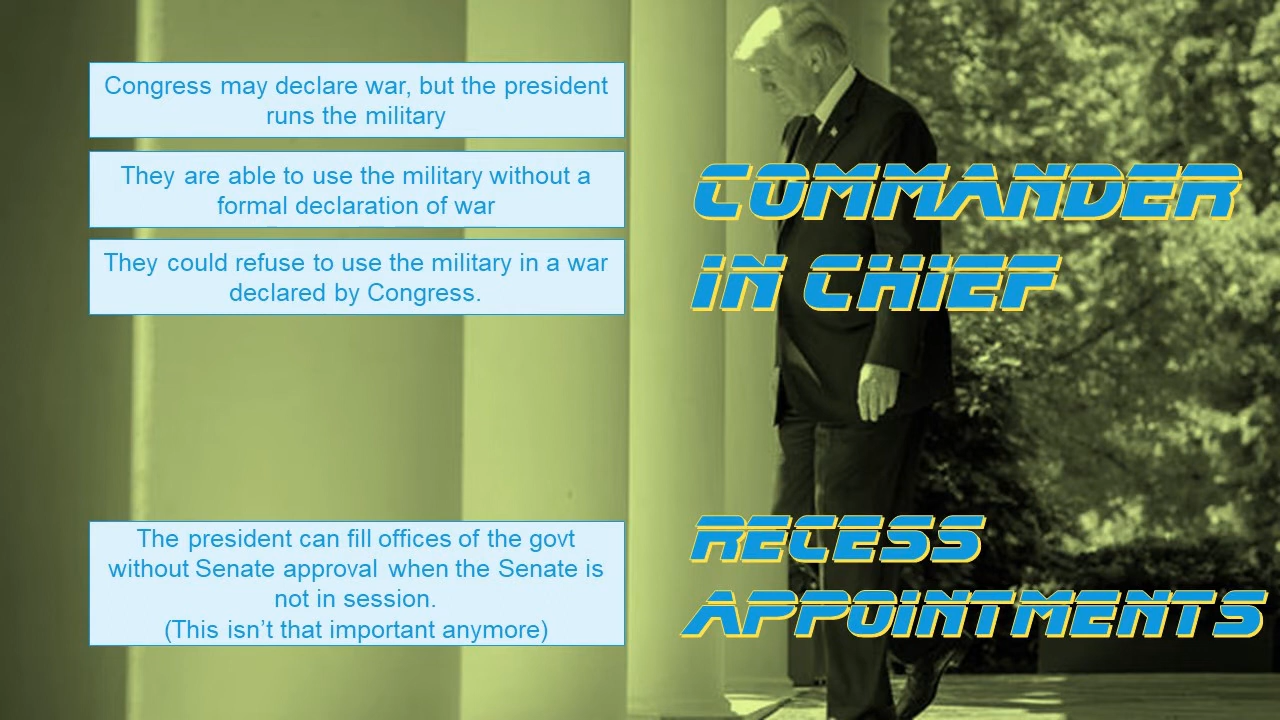 Congress may declare war, but the president
runs the military
They are able to use the military without a
formal declaration of war
They could refuse to use the military in a war
declared by Congress.
COMMANDER
IN CHIEF
The president can fill offices of the govt
without Senate approval when the Senate is
not in session.
(This isn’t that important anymore)
RECESS
APPOINTMENTS